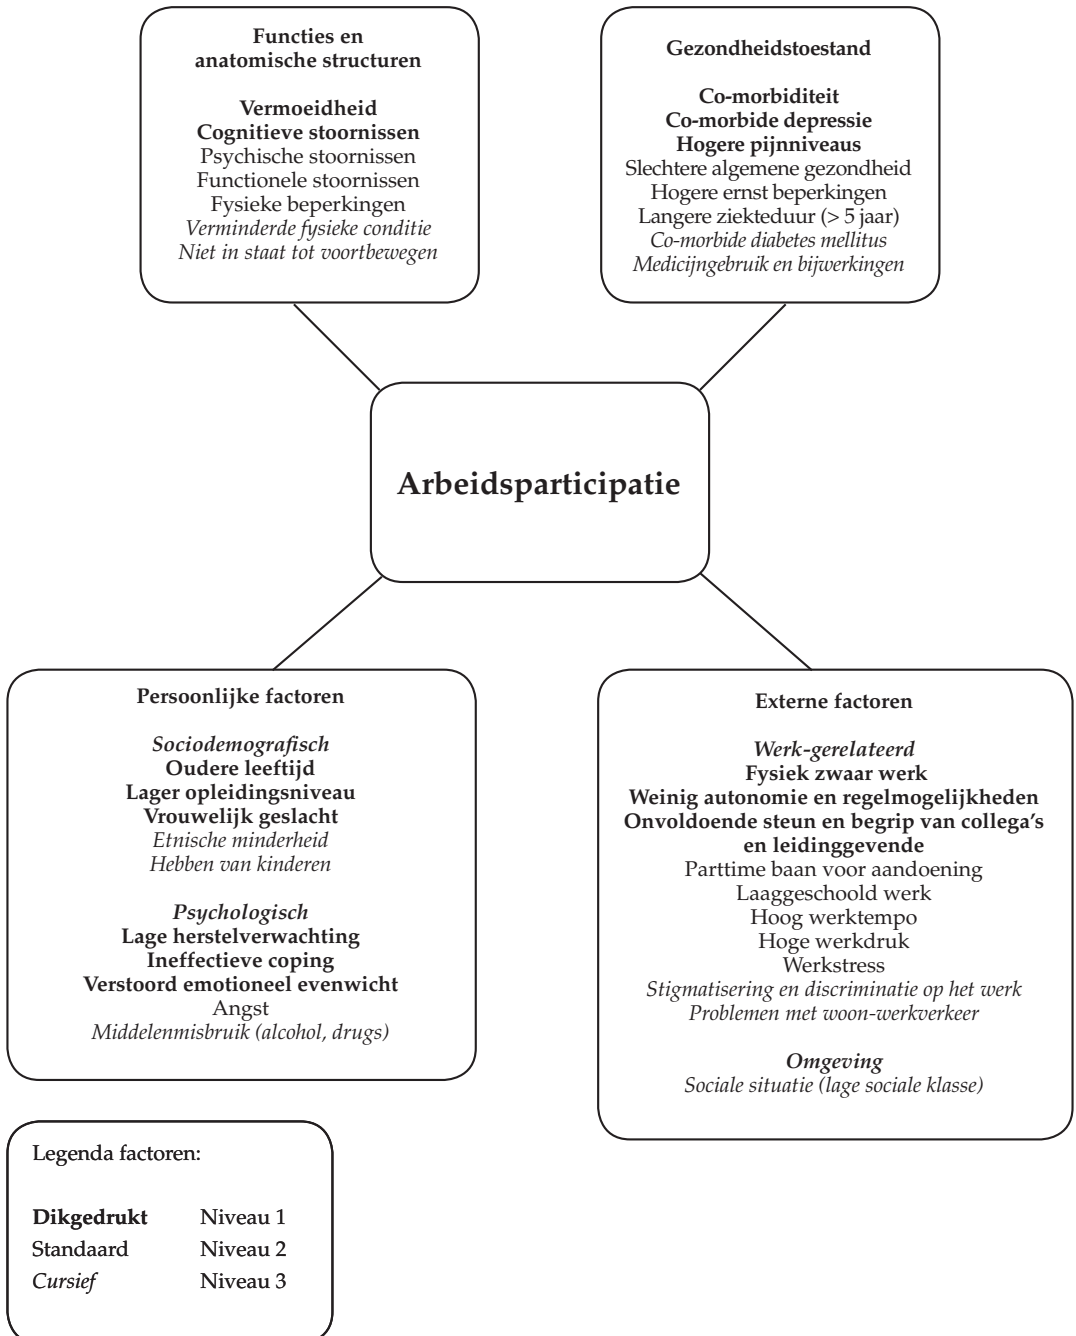 Functies en
anatomische structuren
Vermoeidheid
Cognitieve stoornissen
Psychische stoornissen
Functionele stoornissen
Fysieke beperkingen
Verminderde fysieke conditie
Niet in staat tot voortbewegen
Gezondheidstoestand
Co-morbiditeit
Co-morbide depressie
Hogere pijnniveaus
Slechtere algemene gezondheid
Hogere ernst beperkingen
Langere ziekteduur (> 5 jaar)
Co-morbide diabetes mellitus
Medicijngebruik en bijwerkingen
Arbeidsparticipatie
Persoonlijke factoren
Sociodemografisch
Oudere leeftijd
Lager opleidingsniveau
Vrouwelijk geslacht
Etnische minderheid
Hebben van kinderen
Psychologisch
Lage herstelverwachting
Ineffectieve coping
Verstoord emotioneel evenwicht
Angst
Middelenmisbruik (alcohol, drugs)
Externe factoren
Werk-gerelateerd
Fysiek zwaar werk
Weinig autonomie en regelmogelijkheden
Onvoldoende steun en begrip van collega's
en leidinggevende
Parttime baan voor aandoening
Laaggeschoold werk
Hoog werktempo
Hoge werkdruk
Werkstress
Stigmatisering en discriminatie op het werk
Problemen met woon-werkverkeer
Omgeving
Sociale situatie (lage sociale klasse)
Legenda factoren:
Dikgedrukt Niveau 1
Standaard Niveau 2
Cursief Niveau 3